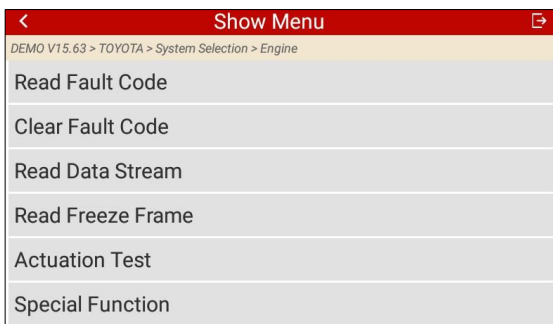 Show Menu
DEMO V15.63 > TOYOTA > System Selection > Engine
Read Fault Code
Clear Fault Code
Read Data Stream
Read Freeze Frame
Actuation Test
Special Function